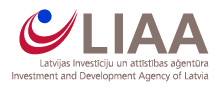 LIAA
Latvijas Investīciju un attīstības aģentūra
Investment and Development Agency of Latvia